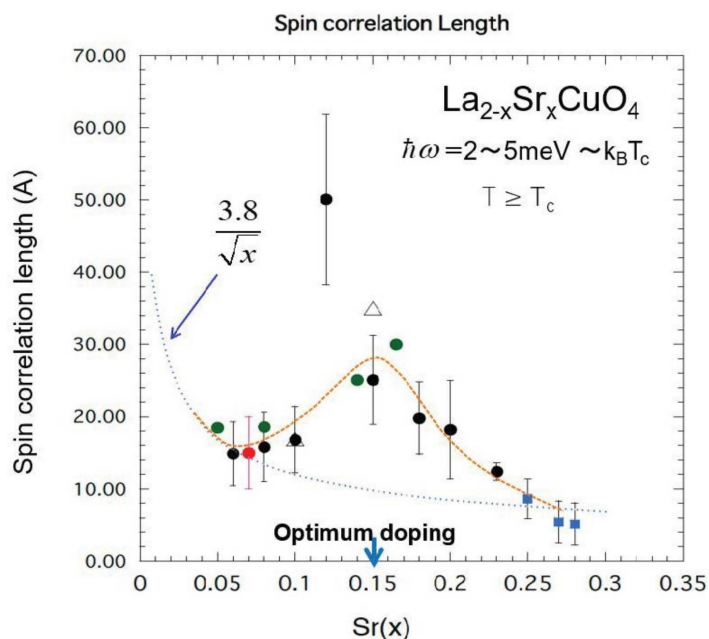 Spin correlation Length
70.00
60.00
50.00
40.00
30.00
20.00
10.00
0.00
Spin correlation length (A)
La2-xSrxCuO4
ħω=2~5meV ~kBTc
T ≥ Tc
3.8
√x
Optimum doping
0 0.05 0.1 0.15 0.2 0.25 0.3 0.35
Sr(x)